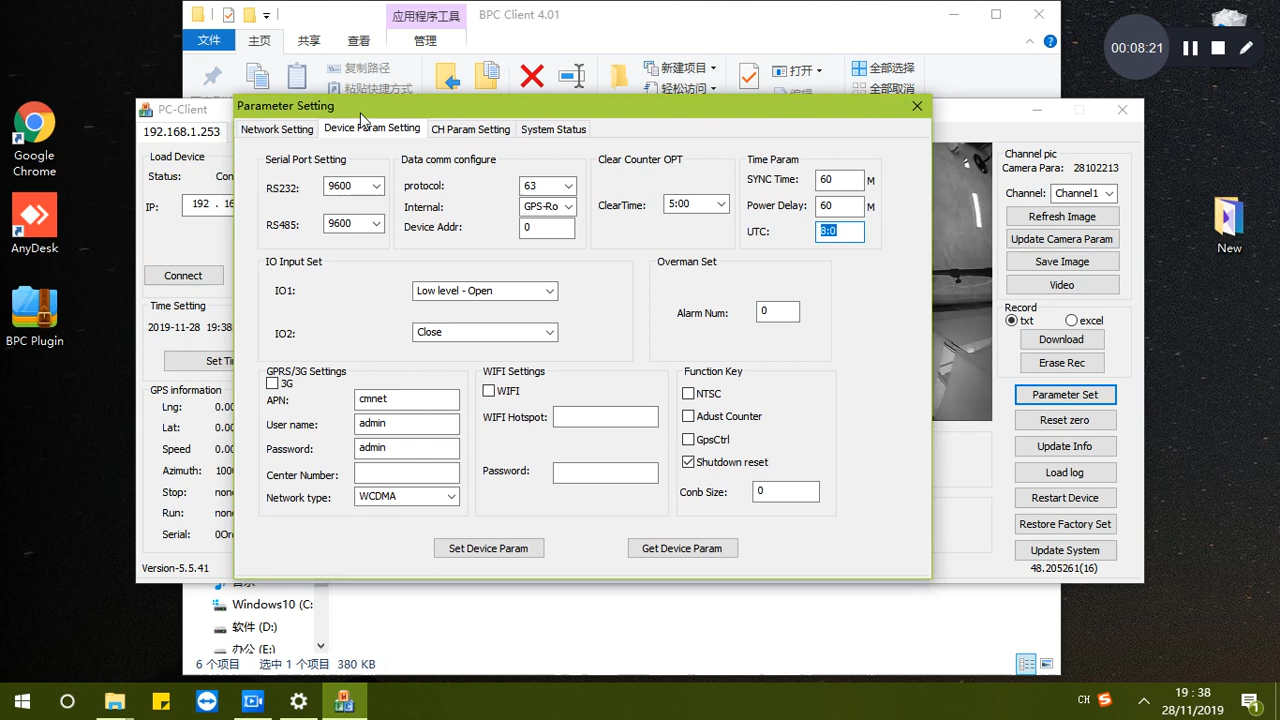 应用程序工具
BPC Client 4.01
文件
主页
共享
查看
管理
复制路径
粘贴快捷方式
新建项目
轻松访问
打开
全部选择
全部取消
00:08:21
Google
Chrome
AnyDesk
BPC Plugin
New
PC-Client
192.168.1.253
Load Device
Status:
IP:
192 .
Connect
Time Setting
2019-11-28
GPS information
Lng:
Lat:
Speed
Azimuth:
Stop:
Run:
Serial:
Version-5.5.41
Parameter Setting
Network Setting
Device Param Setting
CH Param Setting
System Status
Serial Port Setting
RS232:
9600
RS485:
9600
Data comm configure
protocol:
63
Internal:
GPS-Ro
Device Addr:
0
Clear Counter OPT
ClearTime:
5:00
Time Param
SYNC Time:
60
M
Power Delay:
60
M
UTC:
8:0
IO Input Set
IO1:
Low level - Open
IO2:
Close
Overman Set
Alarm Num:
0
GPRS/3G Settings
3G
APN:
cmnet
User name:
admin
Password:
admin
Center Number:
Network type:
WCDMA
WIFI Settings
WIFI
WIFI Hotspot:
Password:
Function Key
NTSC
Adust Counter
GpsCtrl
Shutdown reset
Conb Size:
0
Set Device Param
Get Device Param
Channel pic
Camera Para:
28102213
Channel:
Channel1
Refresh Image
Update Camera Param
Save Image
Video
Record
txt
excel
Download
Erase Rec
Parameter Set
Reset zero
Update Info
Load log
Restart Device
Restore Factory Set
Update System
48.205261(16)
Windows10 (C:
软件 (D:)
办公 (E:)
6 个项目
选中 1 个项目
380 KB
CH
19 : 38
28/11/2019
1